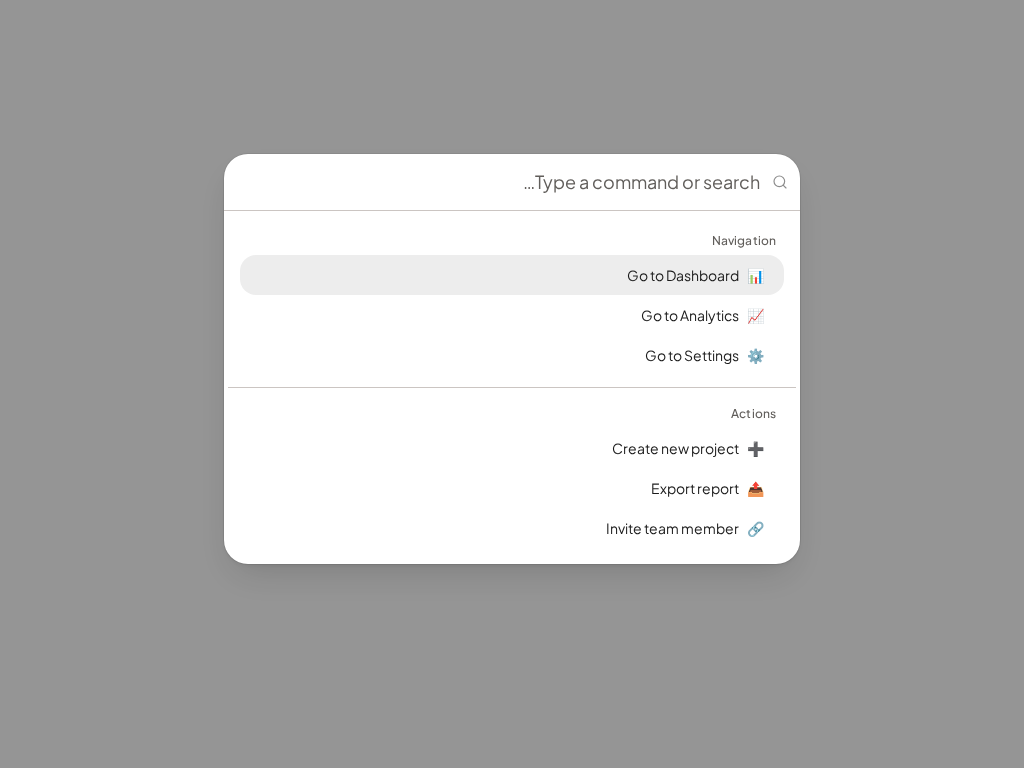 ...Type a command or search
Navigation
Go to Dashboard
Go to Analytics
Go to Settings
Actions
Create new project
Export report
Invite team member